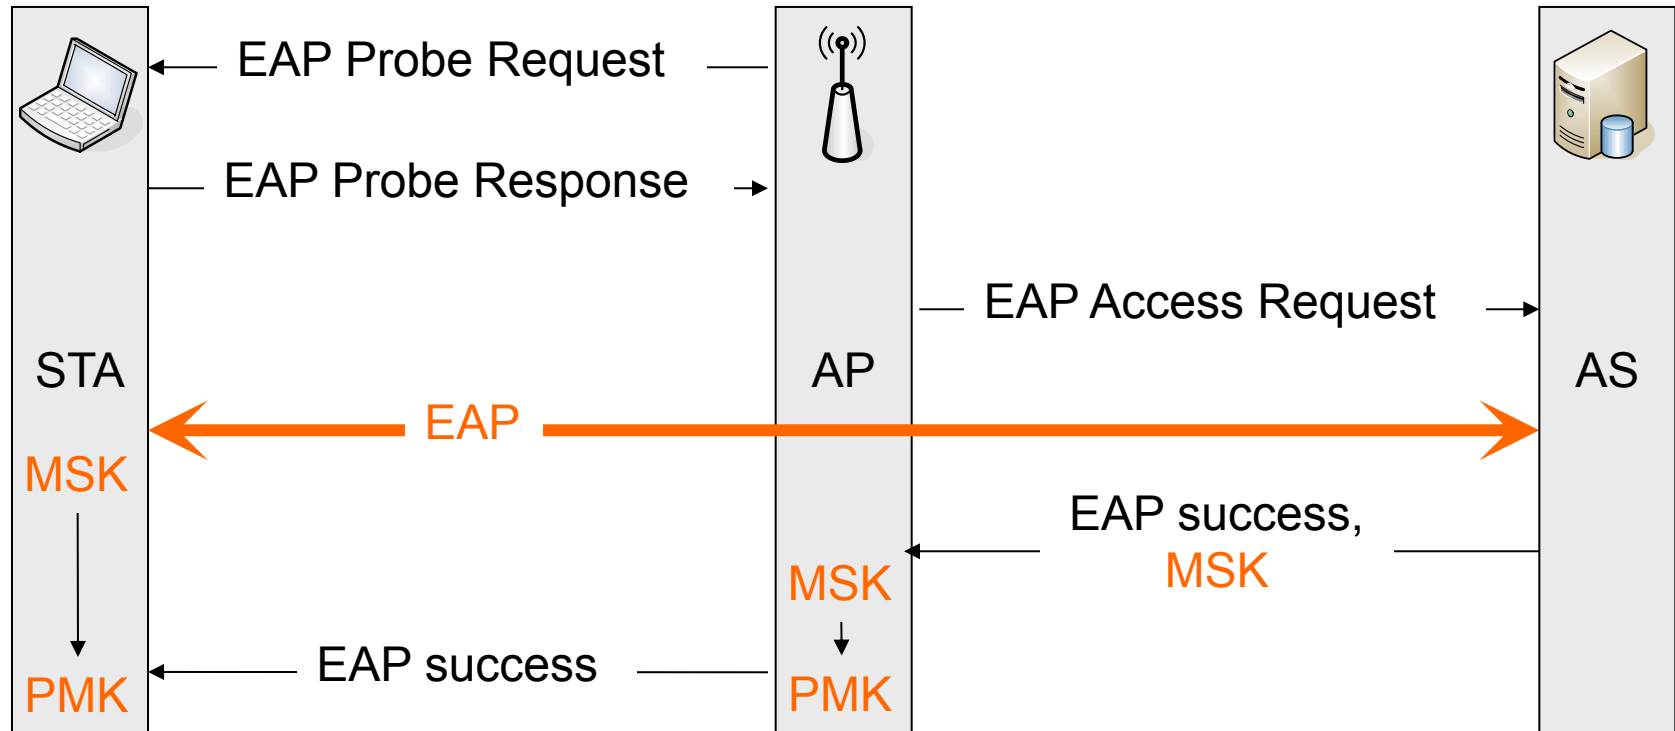 EAP Probe Request
EAP Probe Response
EAP Access Request
STA
AP
AS
EAP
MSK
EAP success,
MSK
MSK
EAP success
PMK
PMK